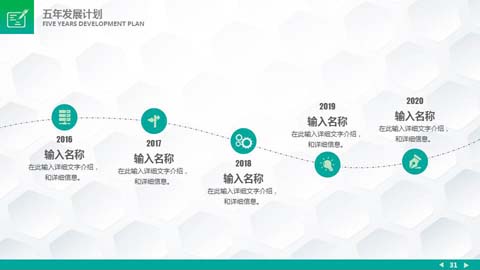 五年发展计划
FIVE YEARS DEVELOPMENT PLAN
2016
输入名称
在此输入详细文字介绍，
和详细信息。
2017
输入名称
在此输入详细文字介绍，
和详细信息。
2018
输入名称
在此输入详细文字介绍，
和详细信息。
2019
输入名称
在此输入详细文字介绍，
和详细信息。
2020
输入名称
在此输入详细文字介绍，
和详细信息。
31